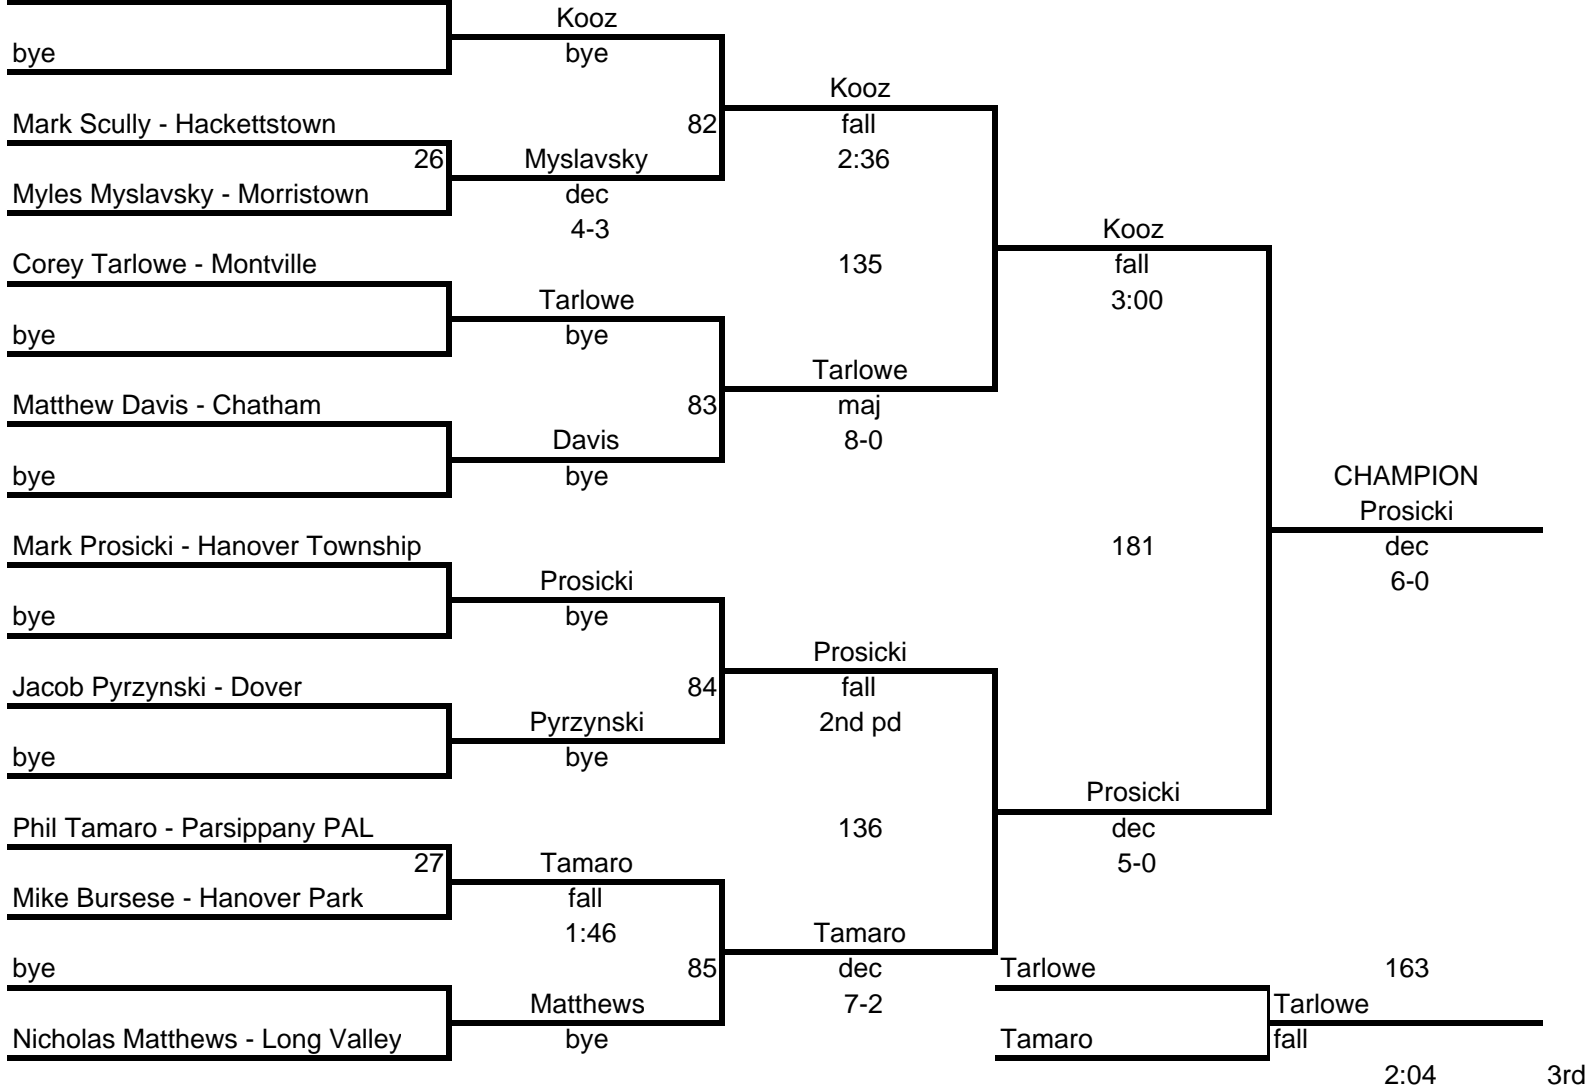 Kooz
bye
bye
Kooz
Mark Scully - Hackettstown
82
fall
26
Myslavsky
2:36
Myles Myslavsky - Morristown
dec
4-3
Kooz
Corey Tarlowe - Montville
135
fall
Tarlowe
3:00
bye
bye
Tarlowe
Matthew Davis - Chatham
83
maj
Davis
8-0
bye
bye
CHAMPION
Prosicki
Mark Prosicki - Hanover Township
181
dec
Prosicki
6-0
bye
bye
Prosicki
Jacob Pyrzynski - Dover
84
fall
Pyrzynski
2nd pd
bye
bye
Prosicki
Phil Tamaro - Parsippany PAL
136
dec
27
Tamaro
5-0
Mike Bursese - Hanover Park
fall
1:46
Tamaro
bye
85
dec
Tarlowe
163
Matthews
7-2
Tarlowe
Nicholas Matthews - Long Valley
bye
Tamaro
fall
2:04
3rd